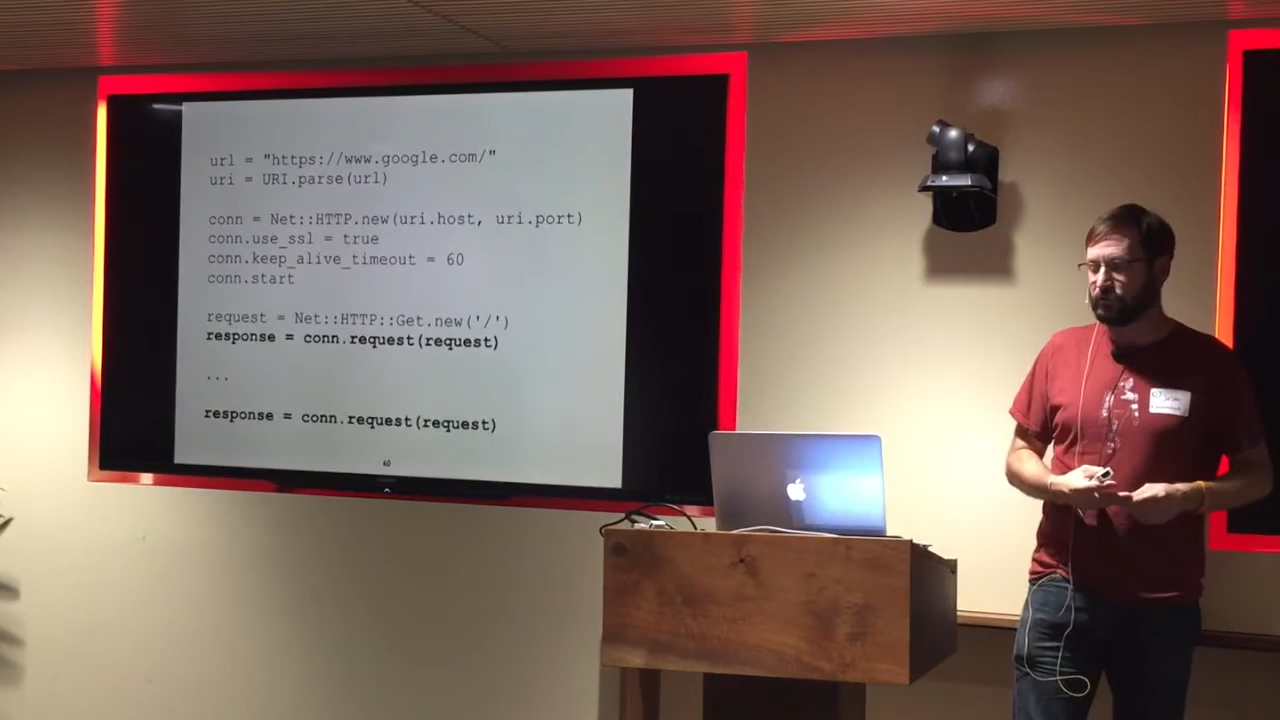 url = "https://www.google.com/"
uri = URI.parse(url)
conn = Net::HTTP.new(uri.host, uri.port)
conn.use_ssl = true
conn.keep_alive_timeout = 60
conn.start
request = Net::HTTP::Get.new('/')
response = conn.request(request)
...
response = conn.request(request)
60